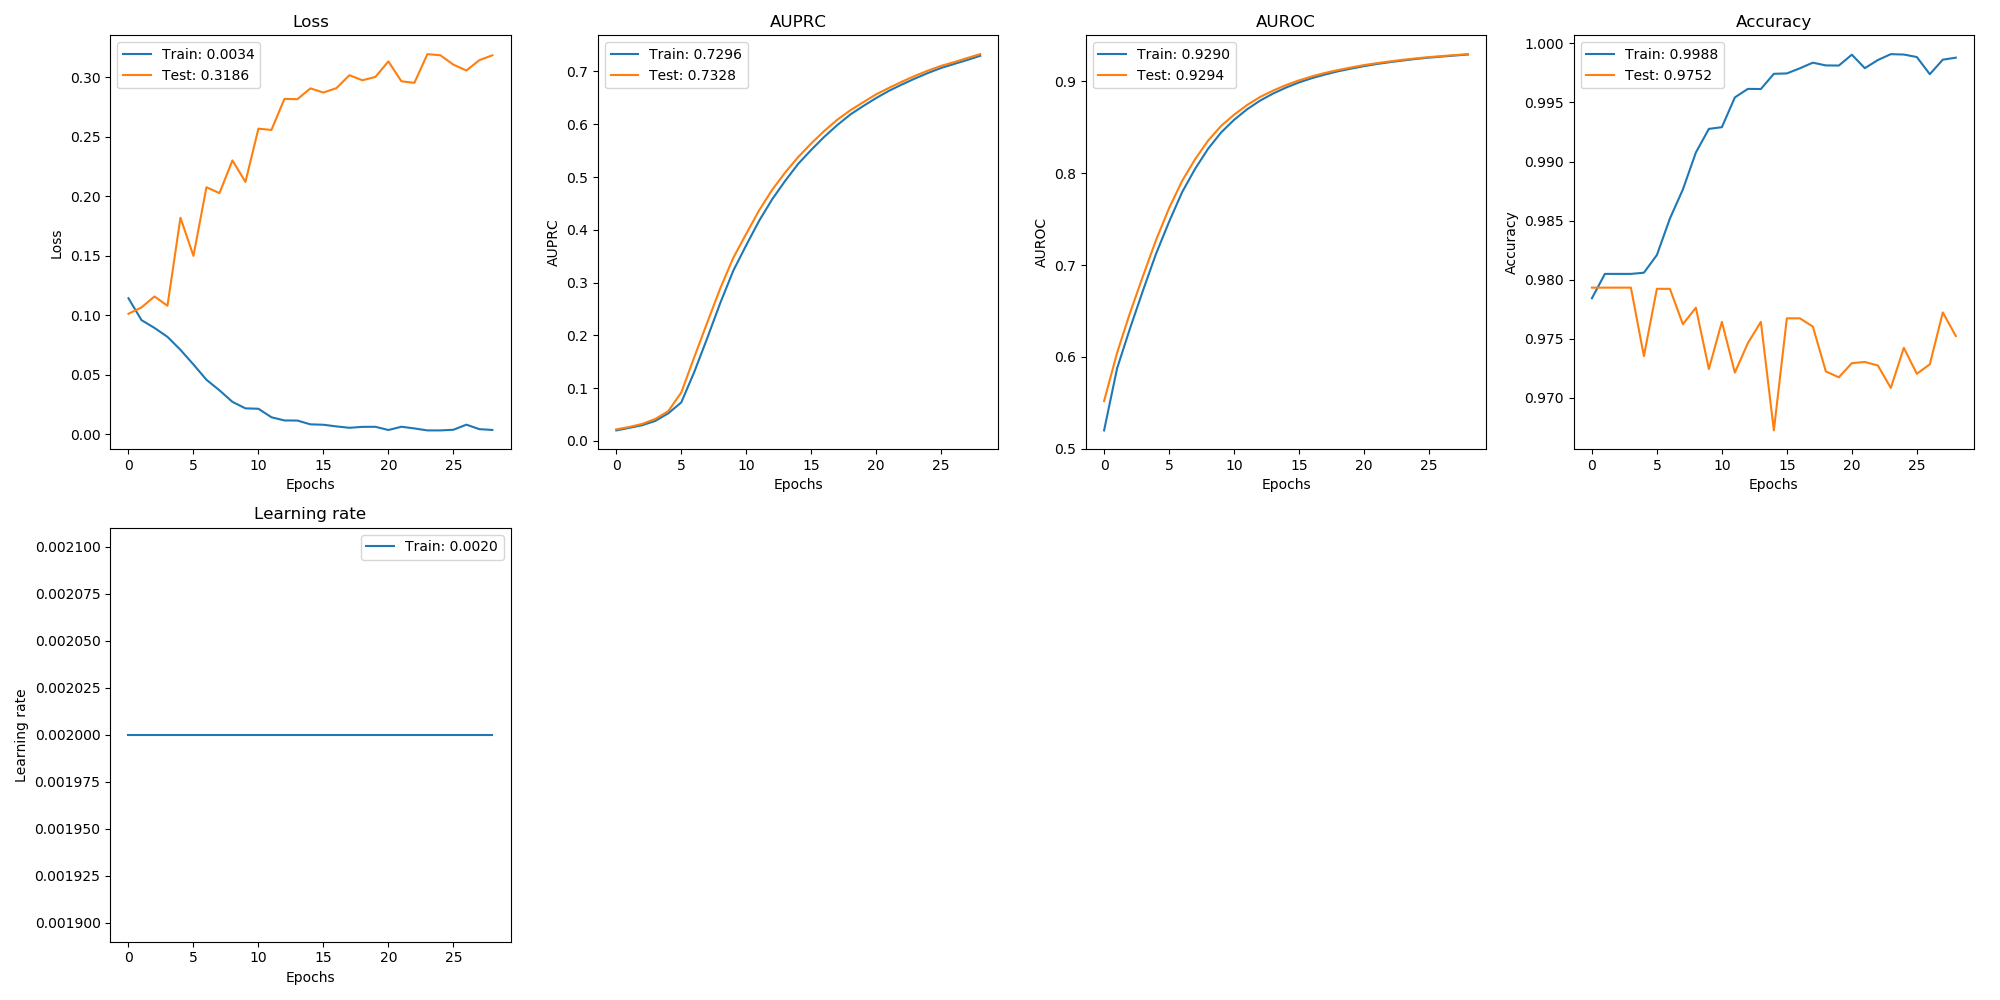 Loss
Train: 0.0034
Test: 0.3186
0.30
0.25
0.20
0.15
0.10
0.05
0.00
Loss
0 5 10 15 20 25
Epochs
AUPRC
Train: 0.7296
Test: 0.7328
0.7
0.6
0.5
0.4
0.3
0.2
0.1
0.0
AUPRC
0 5 10 15 20 25
Epochs
AUROC
Train: 0.9290
Test: 0.9294
0.9
0.8
0.7
0.6
0.5
AUROC
0 5 10 15 20 25
Epochs
Accuracy
Train: 0.9988
Test: 0.9752
1.000
0.995
0.990
0.985
0.980
0.975
0.970
Accuracy
0 5 10 15 20 25
Epochs
Learning rate
Train: 0.0020
0.002100
0.002075
0.002050
0.002025
0.002000
0.001975
0.001950
0.001925
0.001900
Learning rate
0 5 10 15 20 25
Epochs